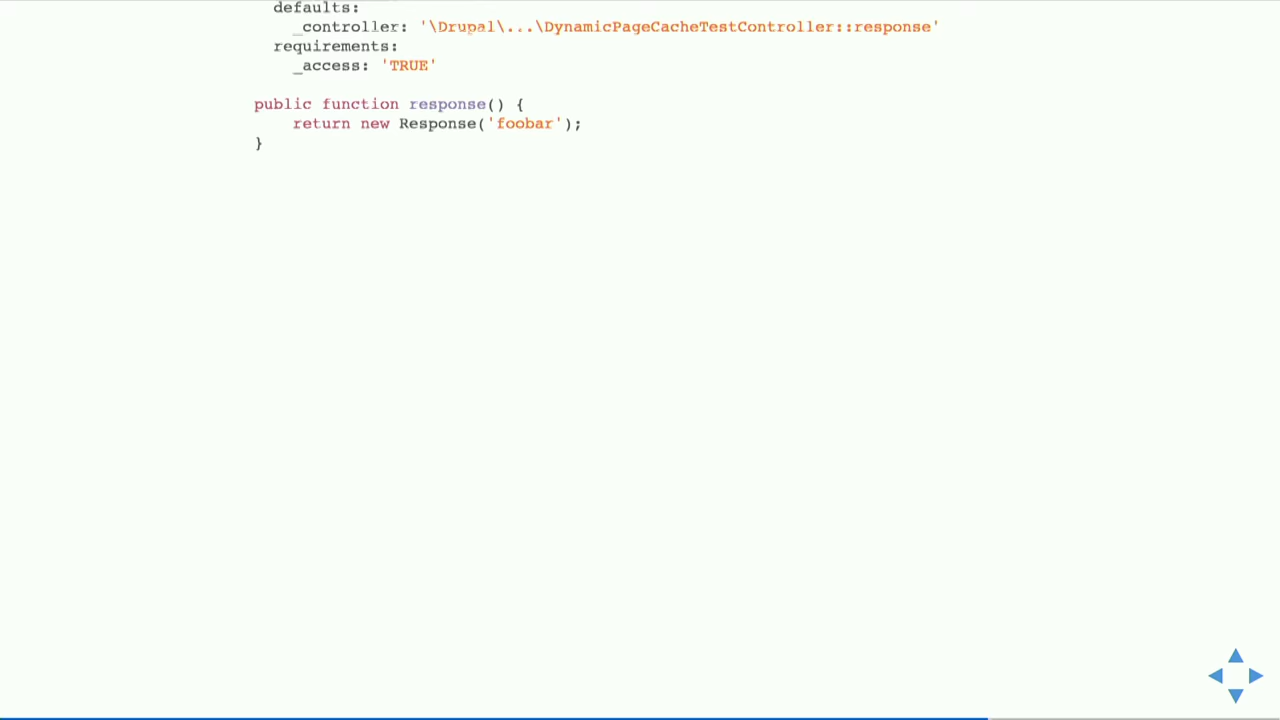 defaults:
_controller: '\Drupal\...\DynamicPageCacheTestController::response'
requirements:
_access: 'TRUE'
public function response() {
return new Response('foobar');
}